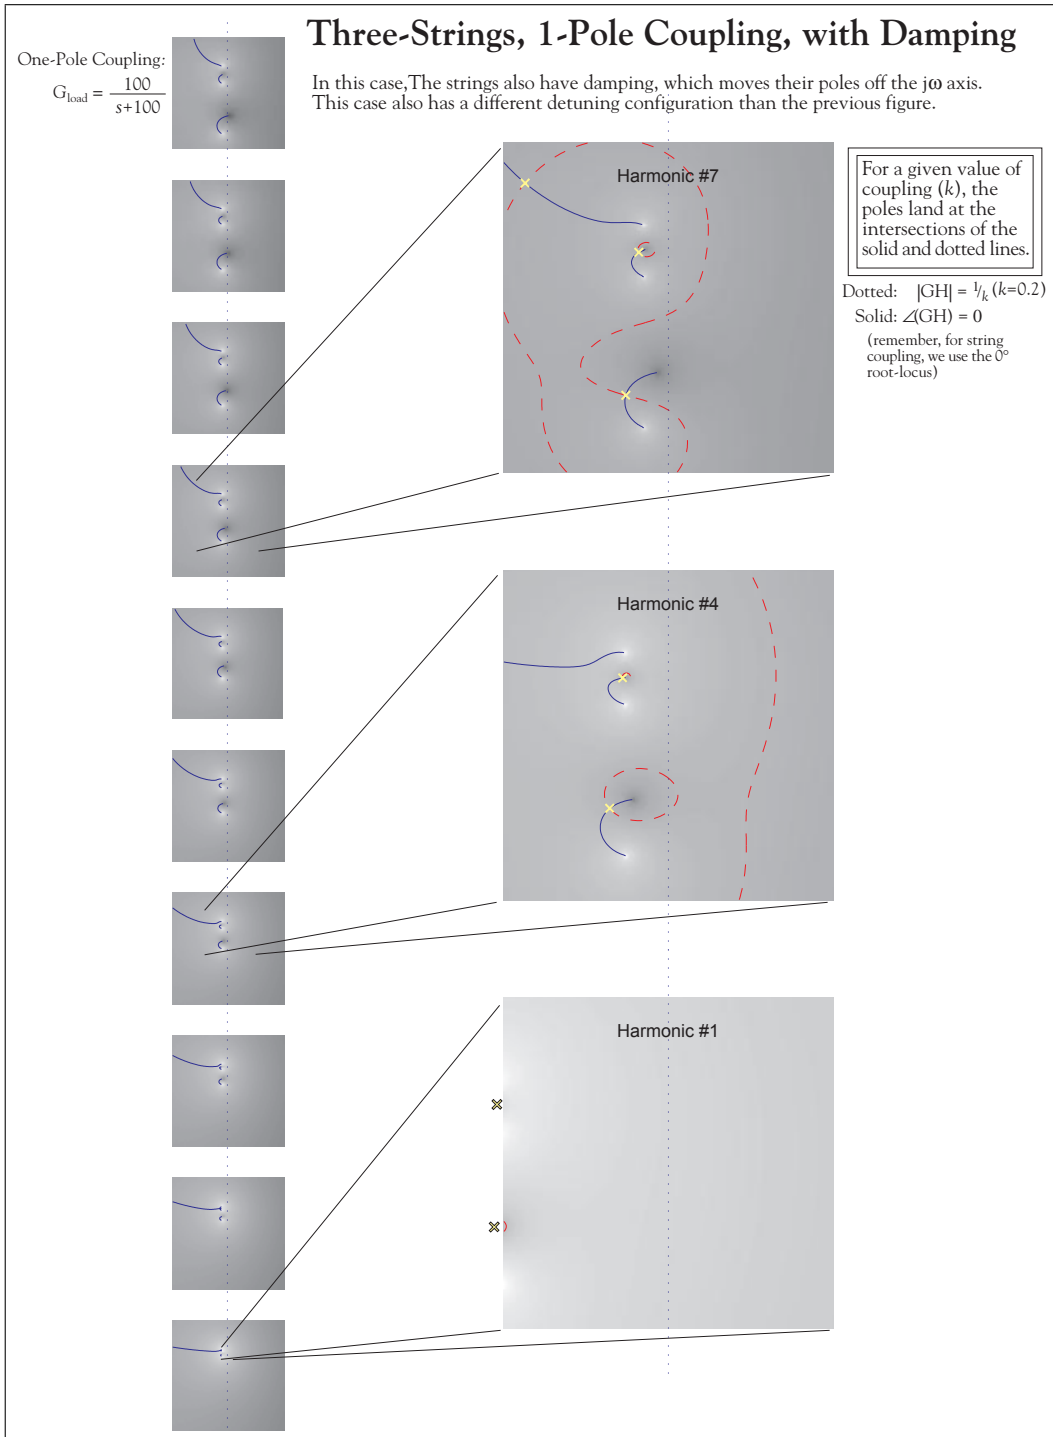 Three-Strings, 1-Pole Coupling, with Damping
One-Pole Coupling:
G_load = 100 / s+100
In this case,The strings also have damping, which moves their poles off the jω axis.
This case also has a different detuning configuration than the previous figure.
Harmonic #7
For a given value of
coupling (k), the
poles land at the
intersections of the
solid and dotted lines.
Dotted: |GH| = 1/k (k=0.2)
Solid: ∠(GH) = 0
(remember, for string
coupling, we use the 0°
root-locus)
Harmonic #4
Harmonic #1